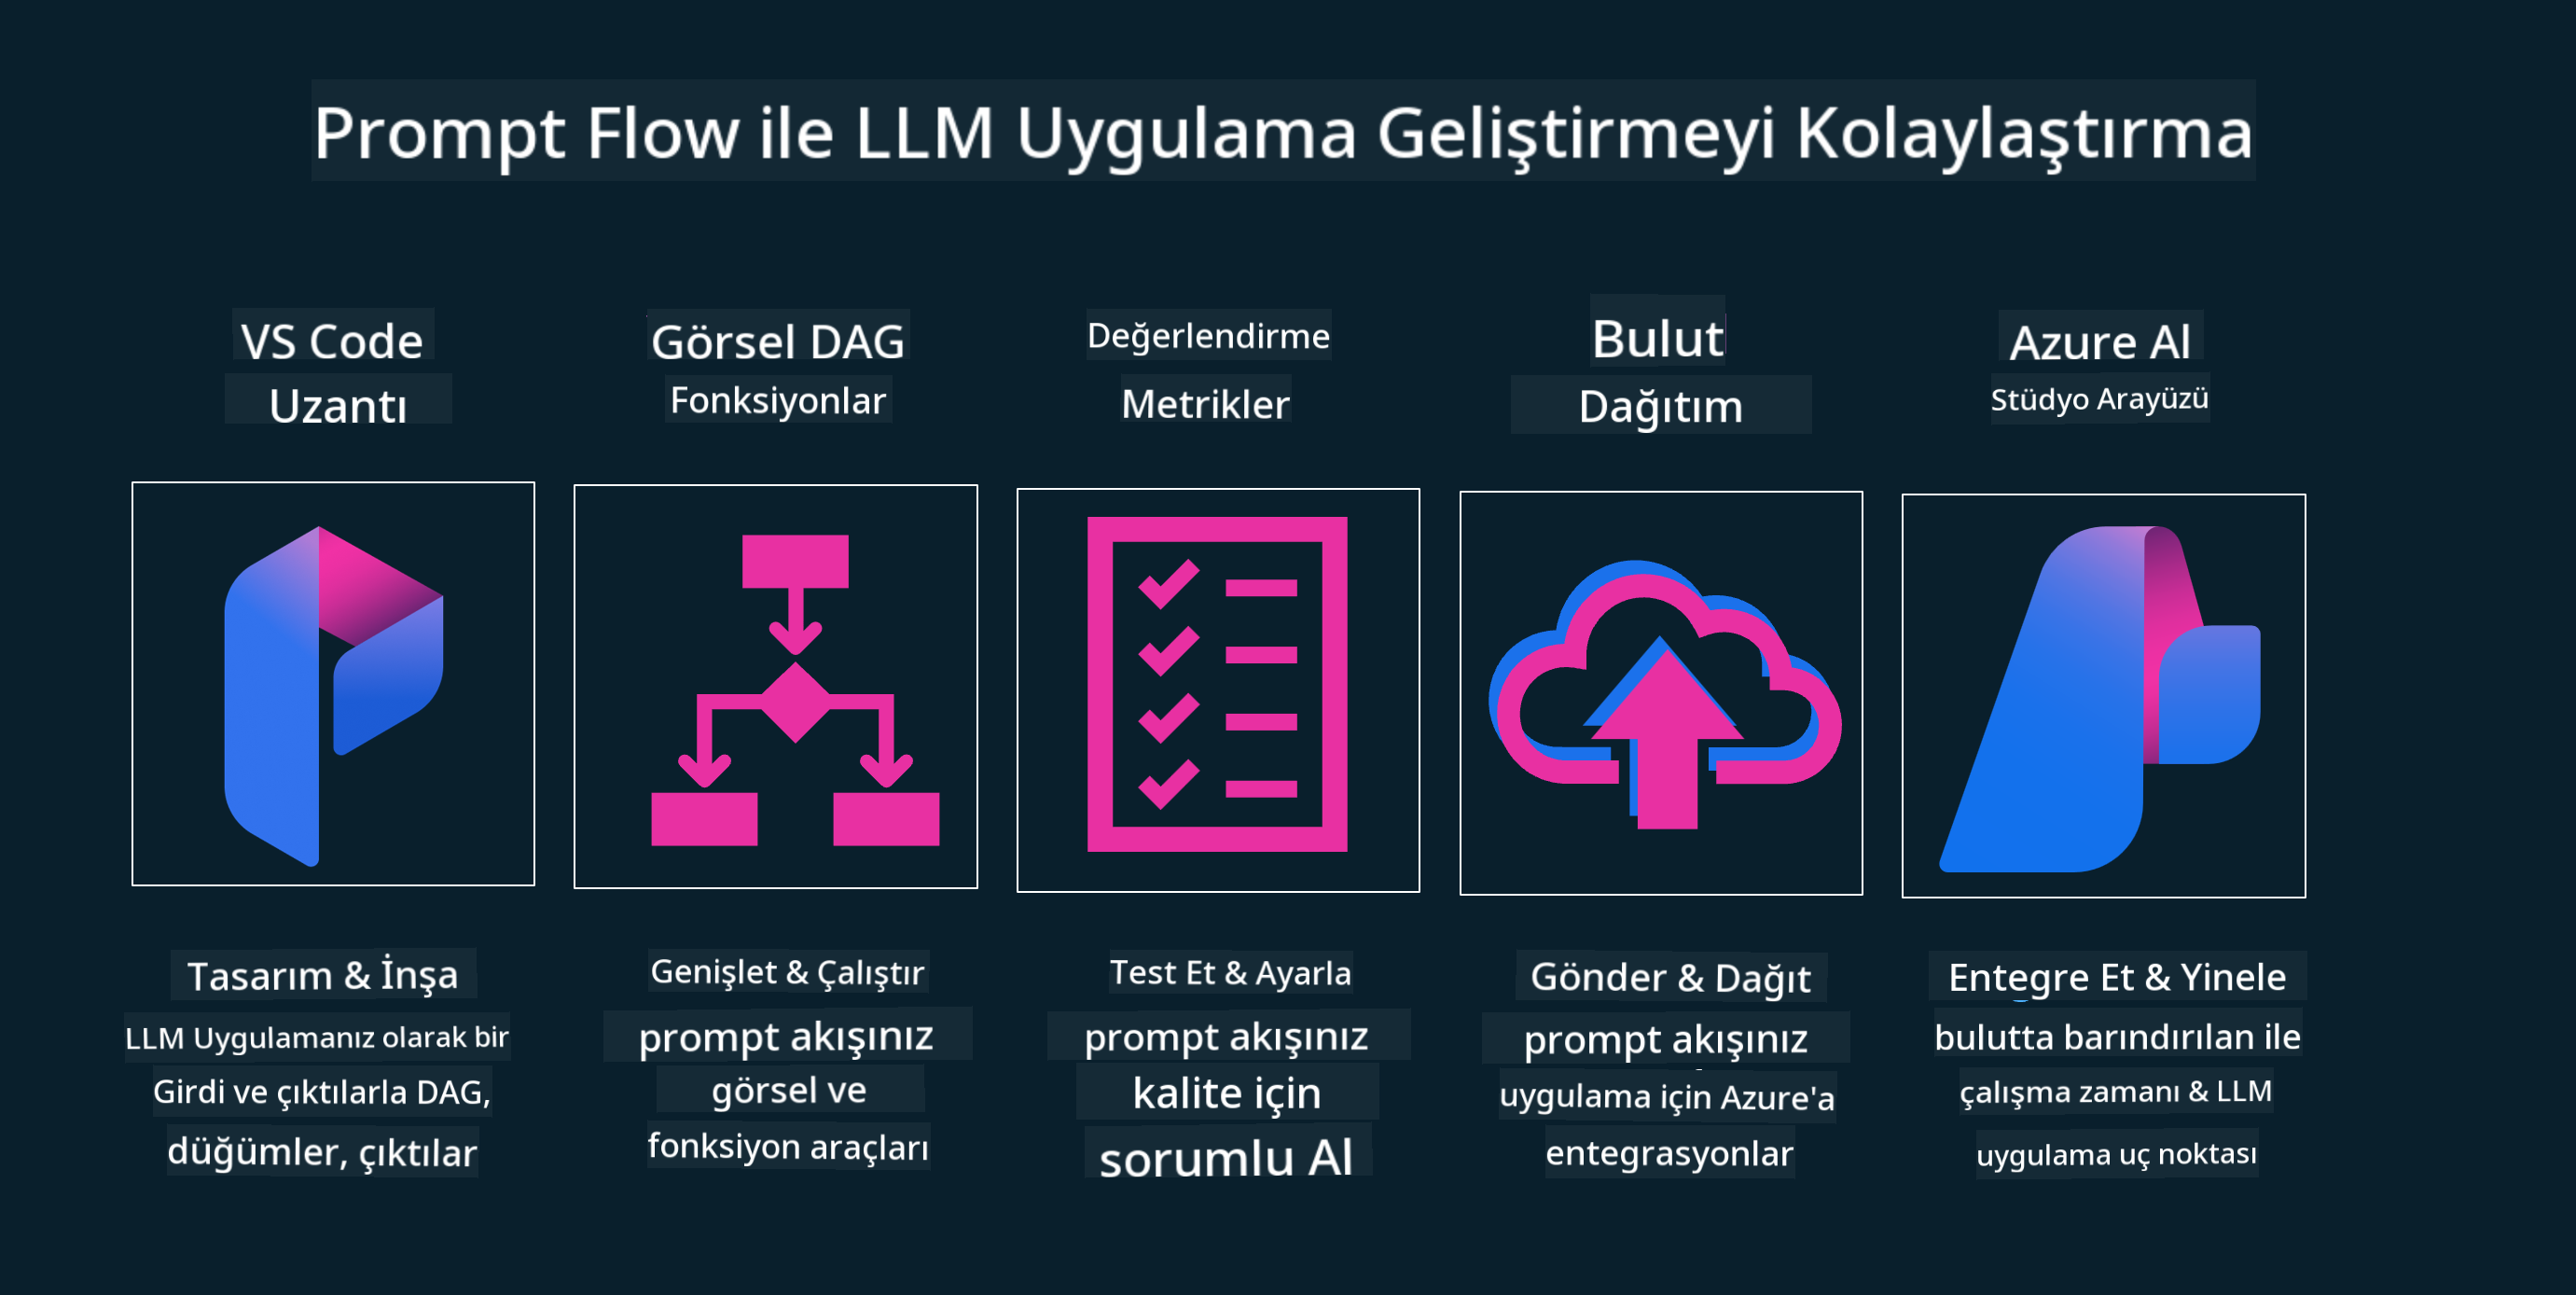 Prompt Flow ile LLM Uygulama Geliştirmeyi Kolaylaştırma
VS Code
Uzantı
Görsel DAG
Fonksiyonlar
Değerlendirme
Metrikler
Bulut
Dağıtım
Azure Al
Stüdyo Arayüzü
Tasarım & İnşa
LLM Uygulamanız olarak bir
Girdi ve çıktılarla DAG,
düğümler, çıktılar
Genişlet & Çalıştır
prompt akışınız
görsel ve
fonksiyon araçları
Test Et & Ayarla
prompt akışınız
kalite için
sorumlu Al
Gönder & Dağıt
prompt akışınız
uygulama için Azure'a
entegrasyonlar
Entegre Et & Yinele
bulutta barındırılan ile
çalışma zamanı & LLM
uygulama uç noktası